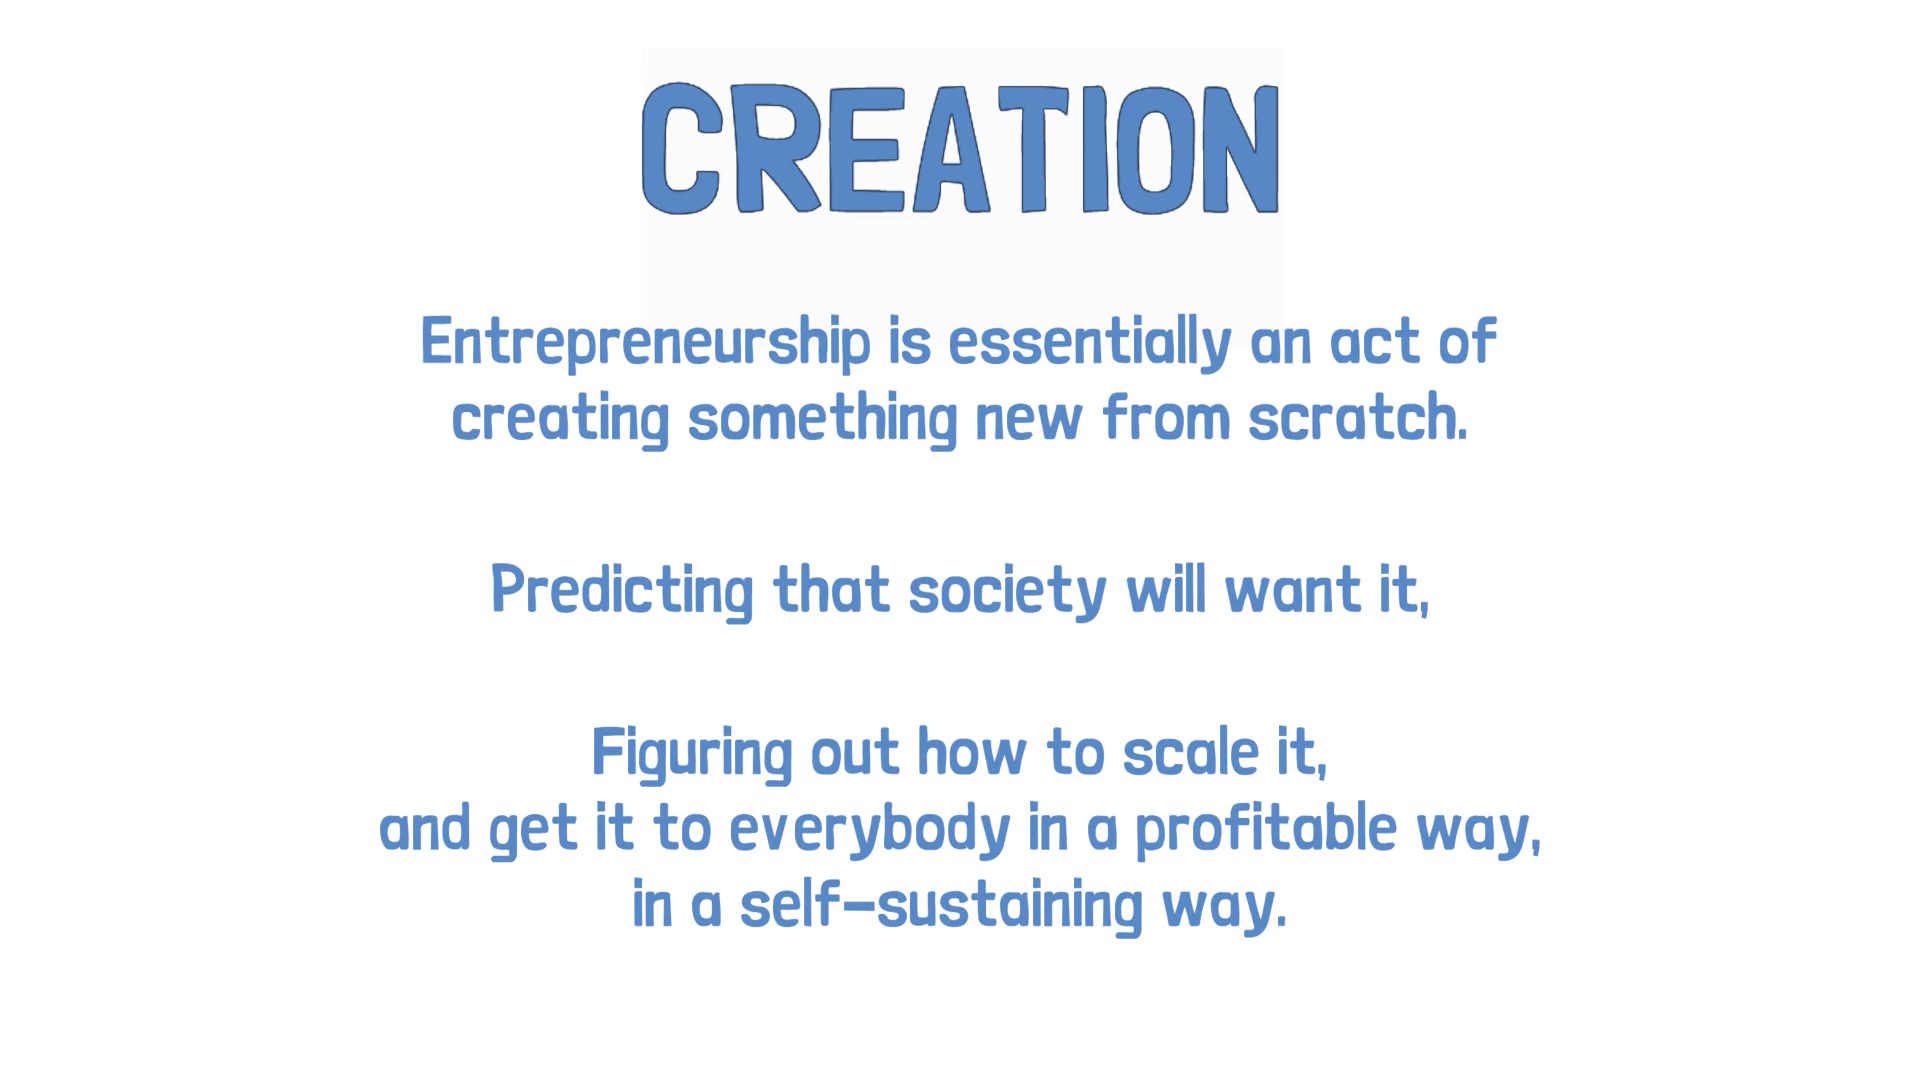 CREATION
Entrepreneurship is essentially an act of
creating something new from scratch.
Predicting that society will want it,
Figuring out how to scale it,
and get it to everybody in a profitable way,
in a self-sustaining way.